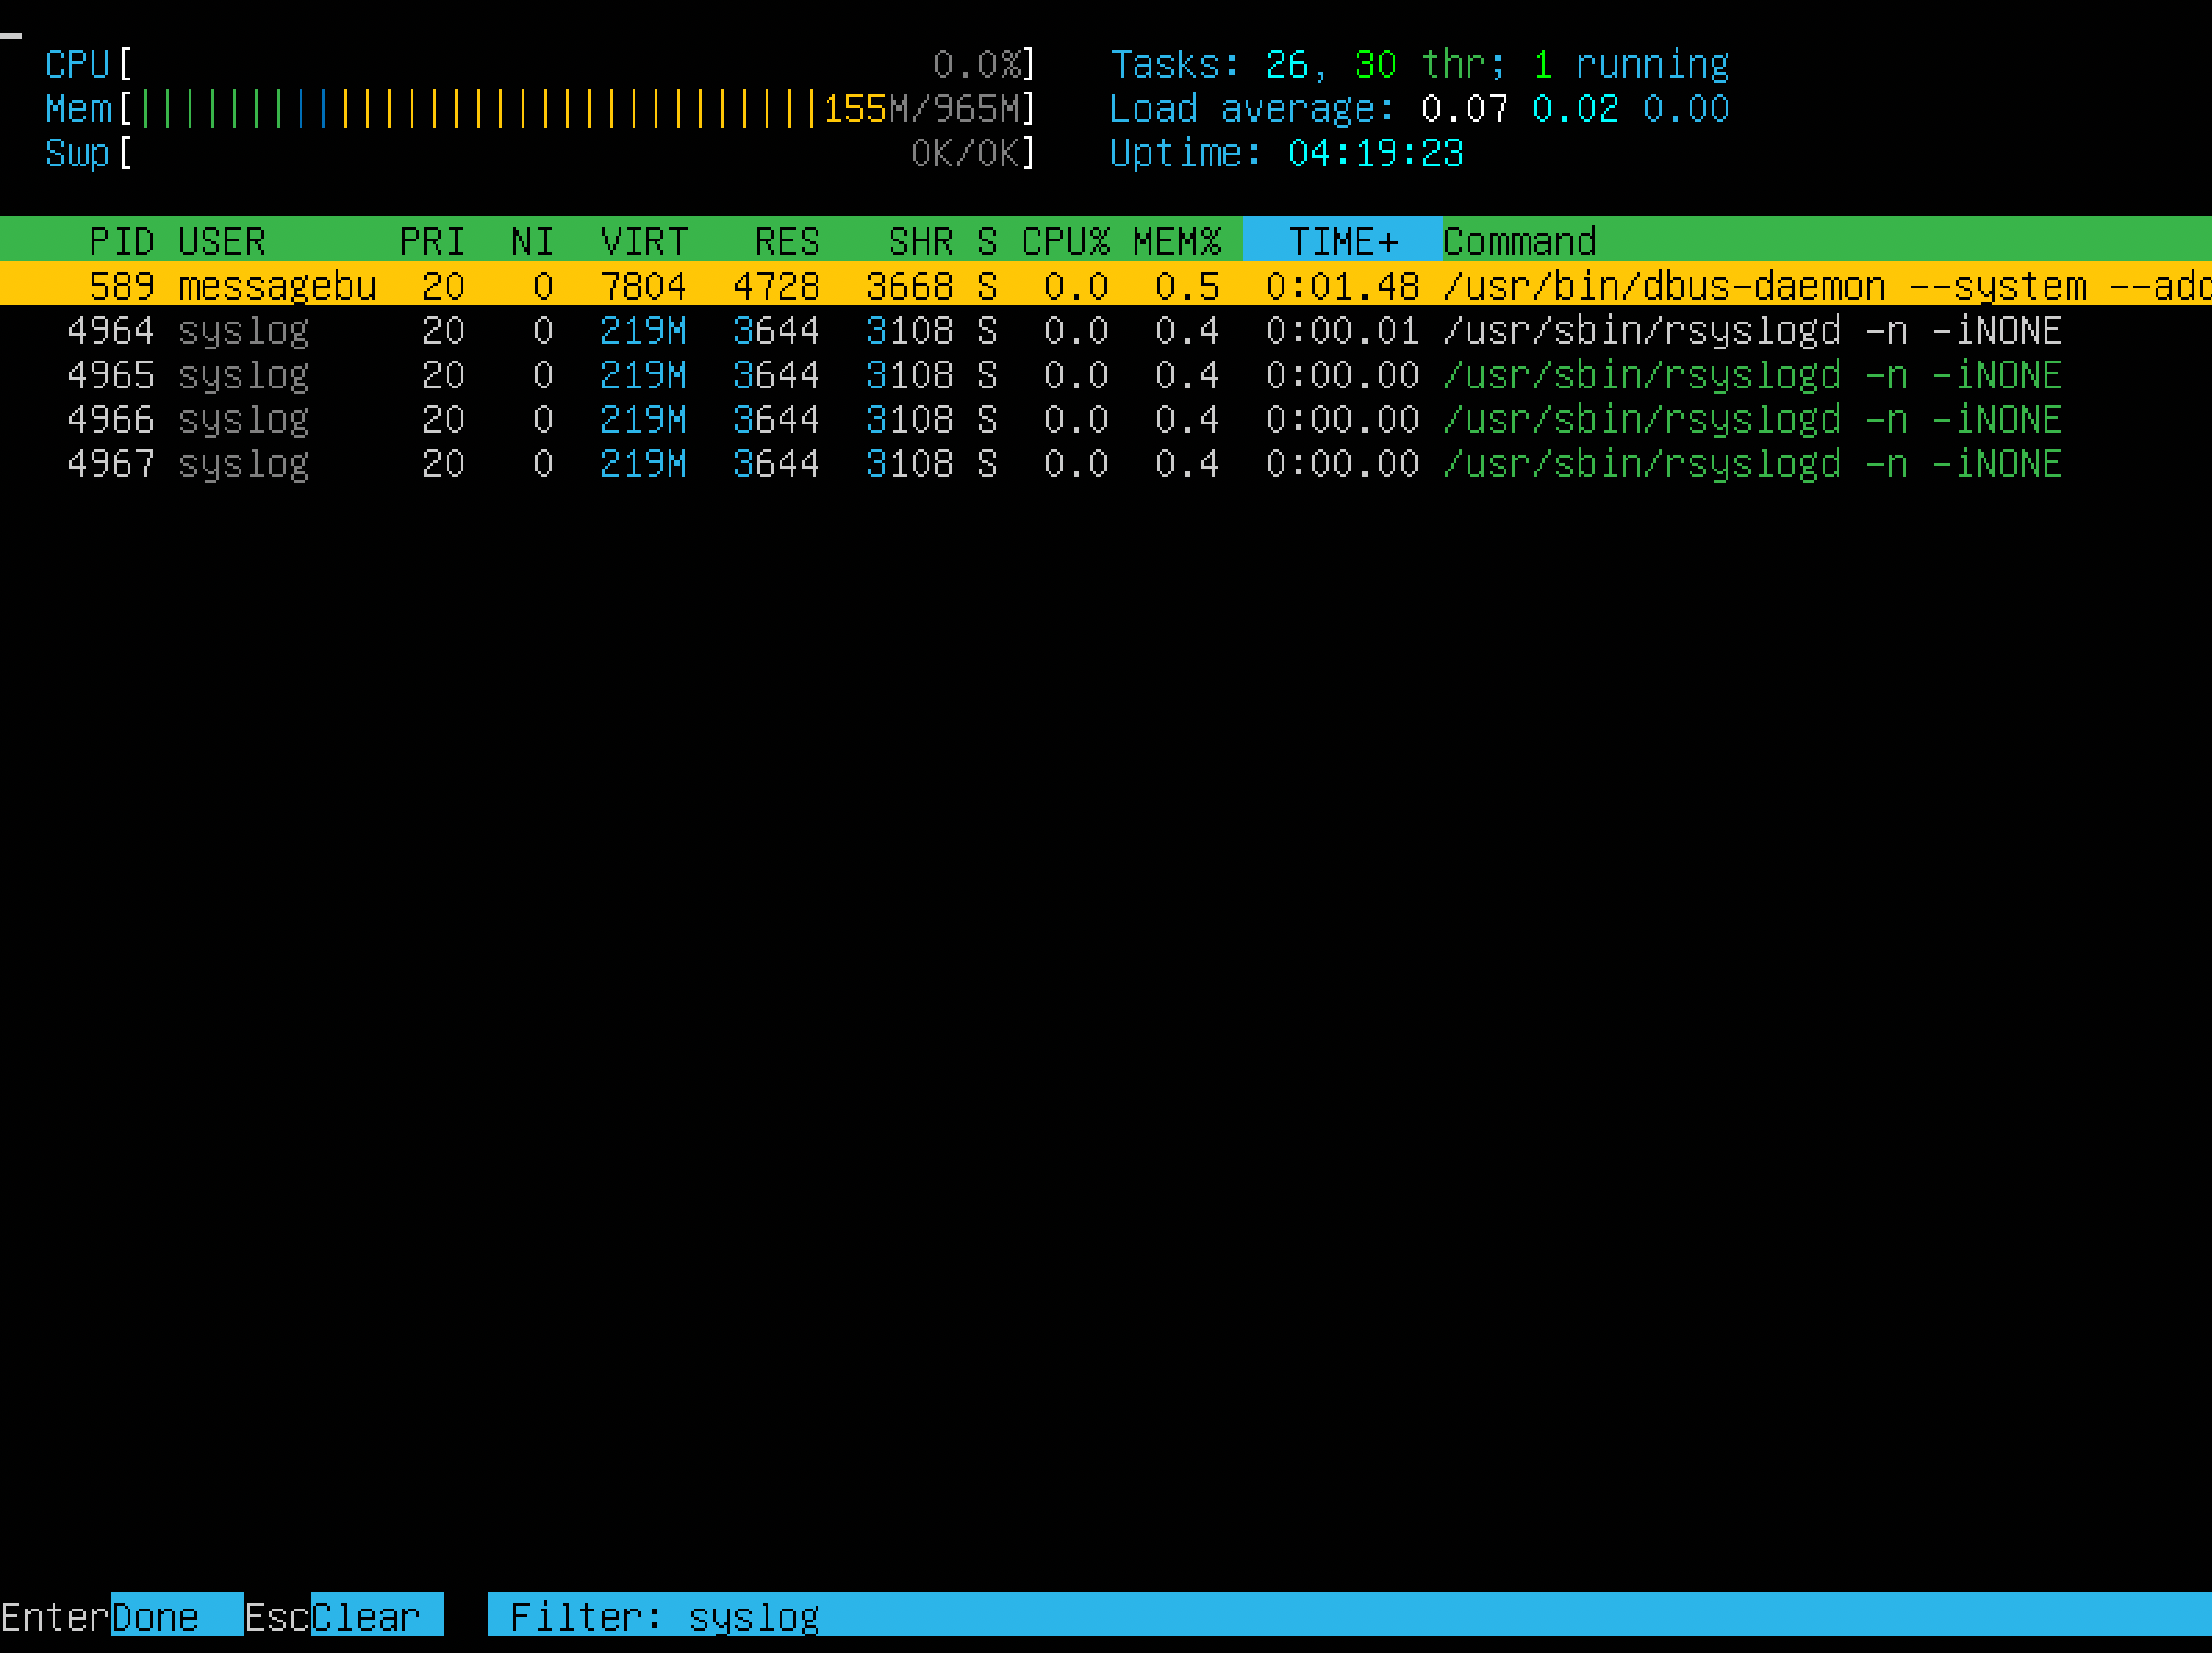 CPU[ 0.0%] Tasks: 26, 30 thr; 1 running
Mem[|||||||||||||||||||||||||||||||155M/965M] Load average: 0.07 0.02 0.00
Swp[ 0K/0K] Uptime: 04:19:23
PID USER PRI NI VIRT RES SHR S CPU% MEM% TIME+ Command
589 messagebu 20 0 7804 4728 3668 S 0.0 0.5 0:01.48 /usr/bin/dbus-daemon --system --add
4964 syslog 20 0 219M 3644 3108 S 0.0 0.4 0:00.01 /usr/sbin/rsyslogd -n -iNONE
4965 syslog 20 0 219M 3644 3108 S 0.0 0.4 0:00.00 /usr/sbin/rsyslogd -n -iNONE
4966 syslog 20 0 219M 3644 3108 S 0.0 0.4 0:00.00 /usr/sbin/rsyslogd -n -iNONE
4967 syslog 20 0 219M 3644 3108 S 0.0 0.4 0:00.00 /usr/sbin/rsyslogd -n -iNONE
EnterDone EscClear Filter: syslog